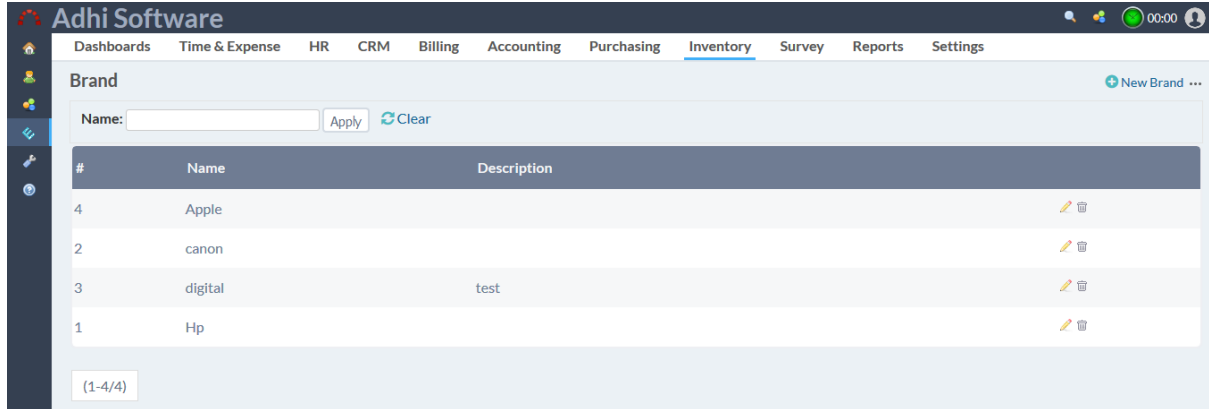 Adhi Software 00:00
Dashboards Time & Expense HR CRM Billing Accounting Purchasing Inventory Survey Reports Settings
Brand New Brand ...
Name: Apply Clear
# Name Description
4 Apple
2 canon
3 digital test
1 Hp
(1-4/4)